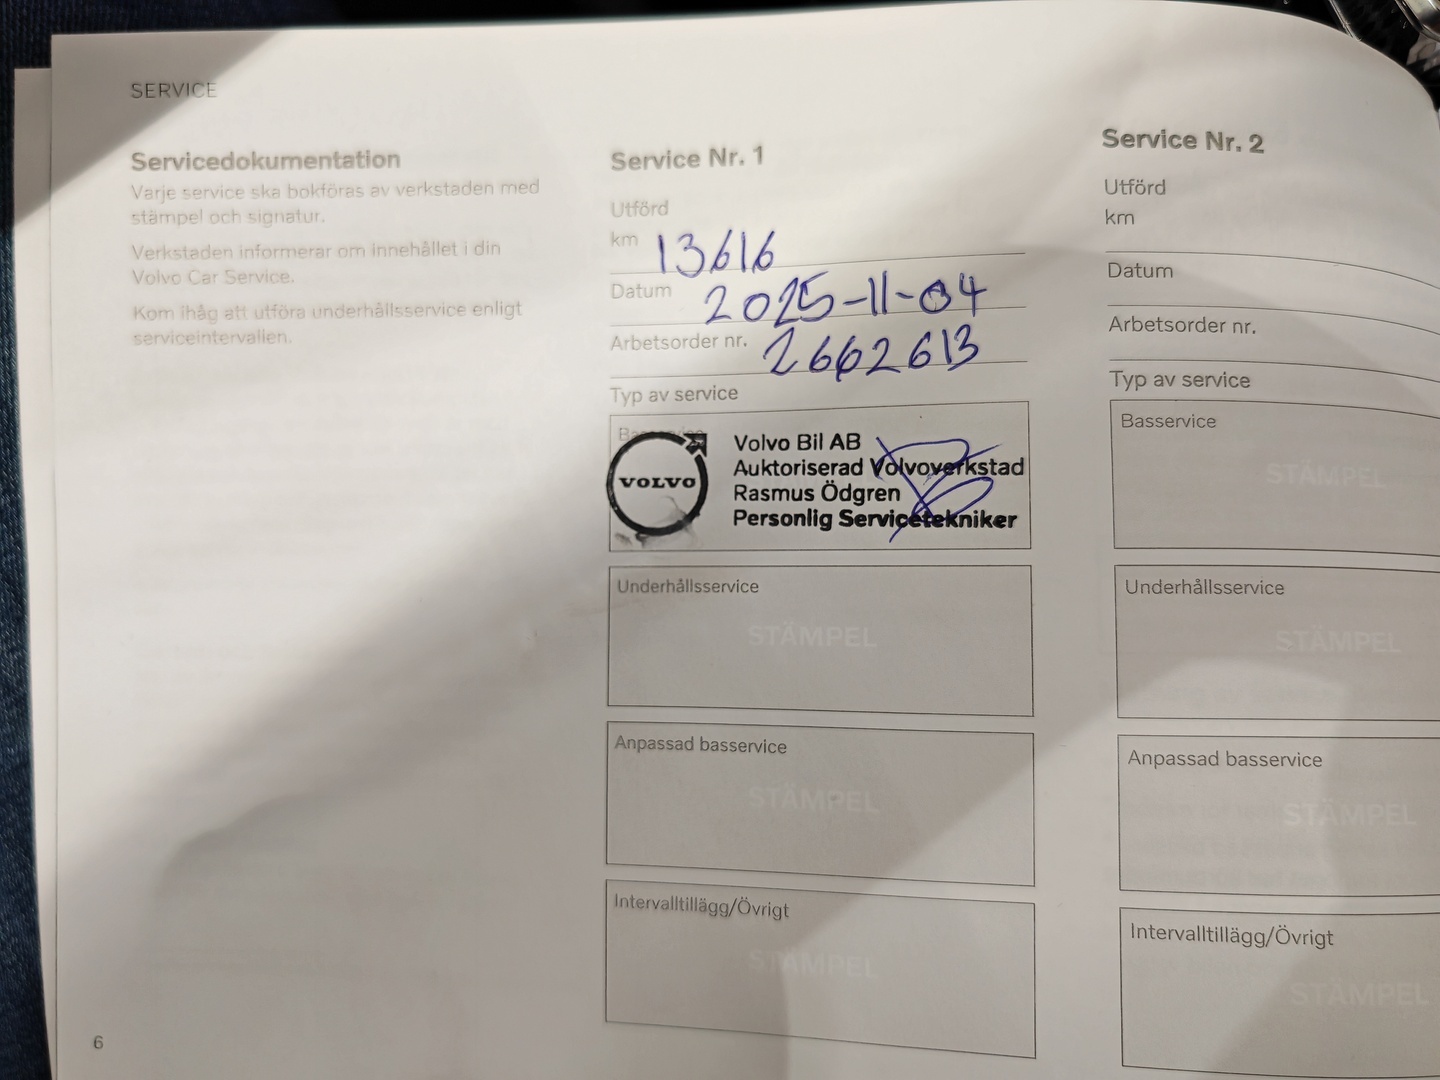 SERVICE
Servicedokumentation
Varje service ska bokföras av verkstaden med
stämpel och signatur.
Verkstaden informerar om innehållet i din
Volvo Car Service.
Kom ihåg att utföra underhållsservice enligt
serviceintervallen.
Service Nr. 1
Utförd
km 13616
Datum 2025-11-04
Arbetsorder nr. 2662613
Typ av service
Basservice
VOLVO
Volvo Bil AB
Auktoriserad Volvoverkstad
Rasmus Ödgren
Personlig Servicetekniker
Underhållsservice
STÄMPEL
Anpassad basservice
STÄMPEL
Intervalltillägg/Övrigt
STÄMPEL
Service Nr. 2
Utförd
km
Datum
Arbetsorder nr.
Typ av service
Basservice
STÄMPEL
Underhållsservice
STÄMPEL
Anpassad basservice
STÄMPEL
Intervalltillägg/Övrigt
STÄMPEL
6